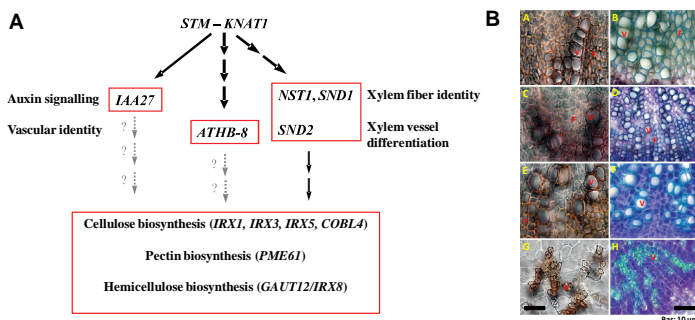 A
STM – KNAT1
Auxin signalling
IAA27
NST1, SND1
Xylem fiber identity
Vascular identity
?
ATHB-8
SND2
Xylem vessel
differentiation
?
?
?
?
Cellulose biosynthesis (IRX1, IRX3, IRX5, COBL4)
Pectin biosynthesis (PME61)
Hemicellulose biosynthesis (GAUT12/IRX8)
B
A
V
F
B
V
F
C
F
V
D
V
F
E
V
F
V
G
H